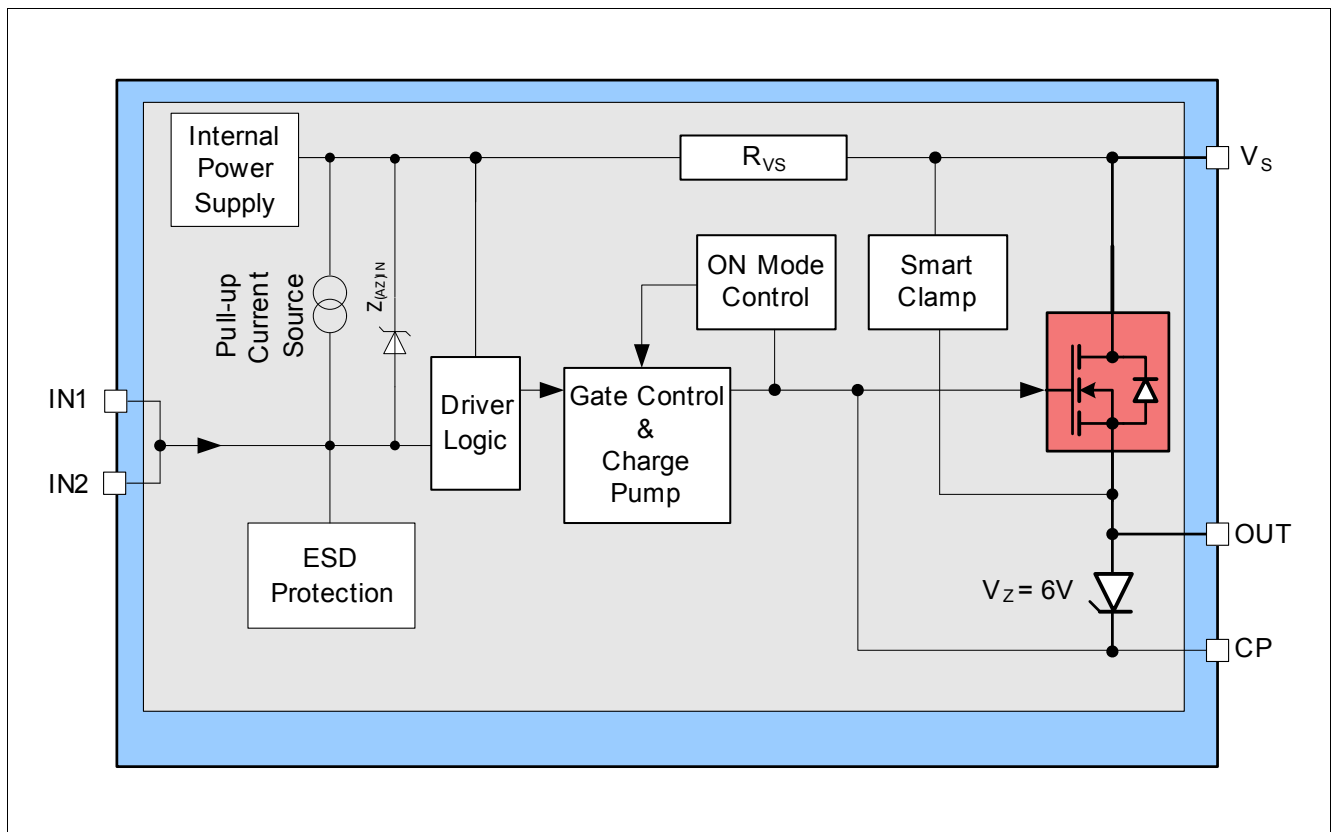 Internal
Power
Supply
R_VS
V_S
Pull-up
Current
Source
Z_(AZ)IN
ON Mode
Control
Smart
Clamp
IN1
IN2
Driver
Logic
Gate Control
&
Charge
Pump
ESD
Protection
OUT
V_Z = 6V
CP